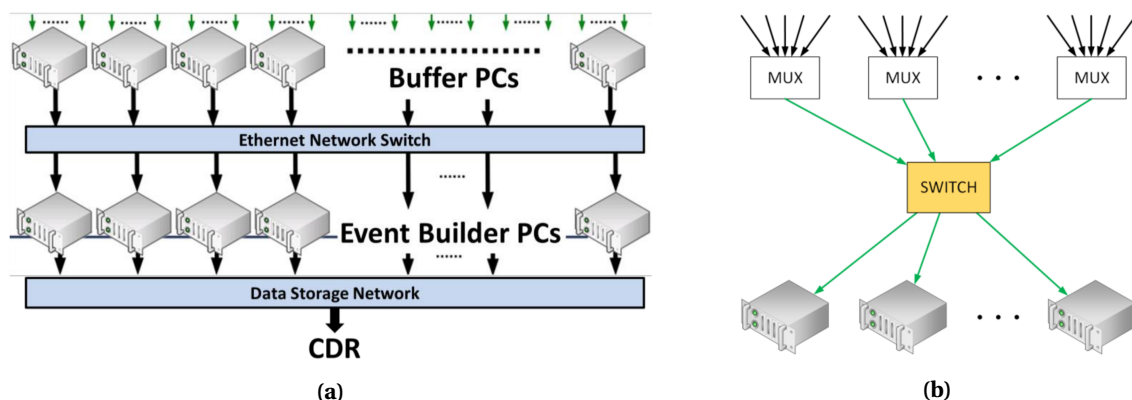 Buffer PCs
Ethernet Network Switch
Event Builder PCs
Data Storage Network
CDR
(a)
MUX MUX MUX
SWITCH
(b)